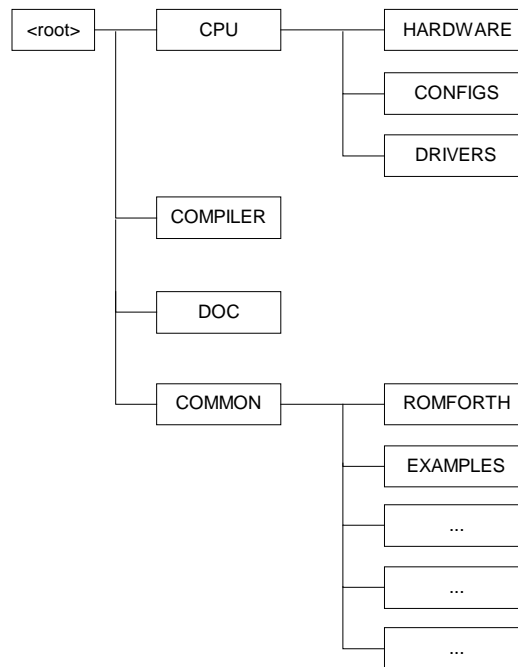 <root>
CPU
HARDWARE
CONFIGS
DRIVERS
COMPILER
DOC
COMMON
ROMFORTH
EXAMPLES
...
...
...